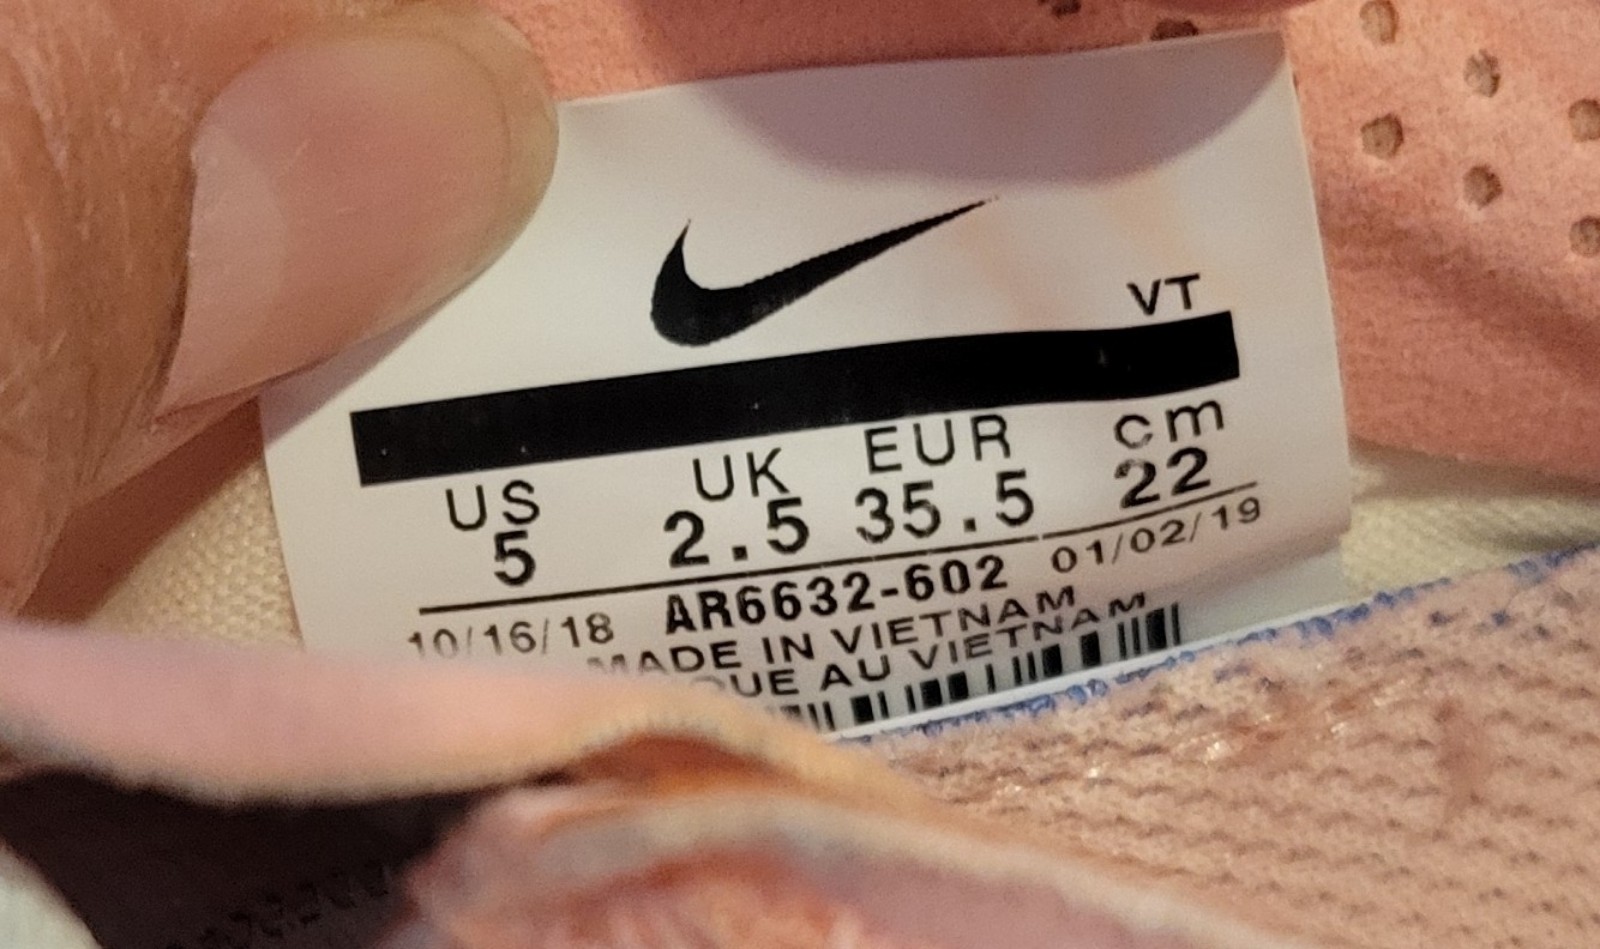 VT
US UK EUR cm
5 2.5 35.5 22
10/16/18 AR6632-602 01/02/19
MADE IN VIETNAM
AU VIETNAM